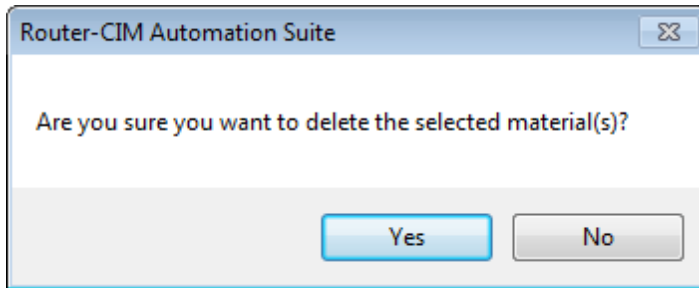 Router-CIM Automation Suite
Are you sure you want to delete the selected material(s)?
Yes
No